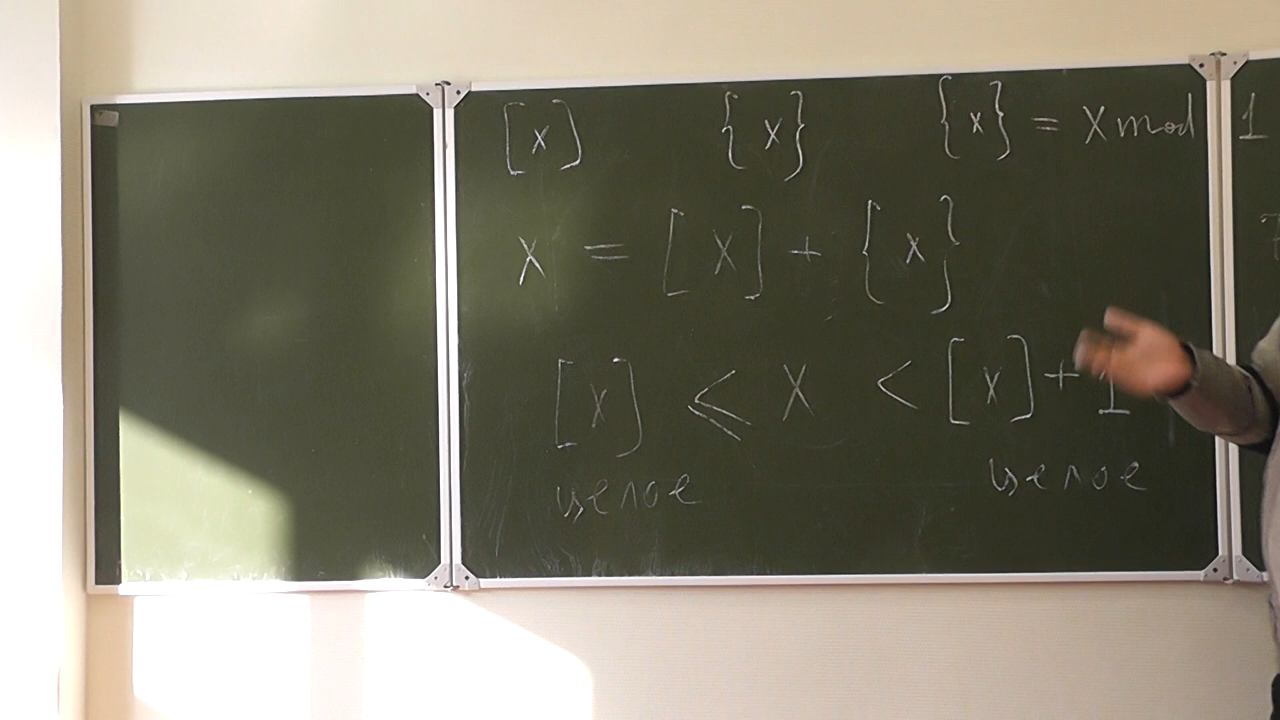 [x] {x} {x} = x mod 1
x = [x] + {x}
[x] ≤ x < [x] + 1
целое целое